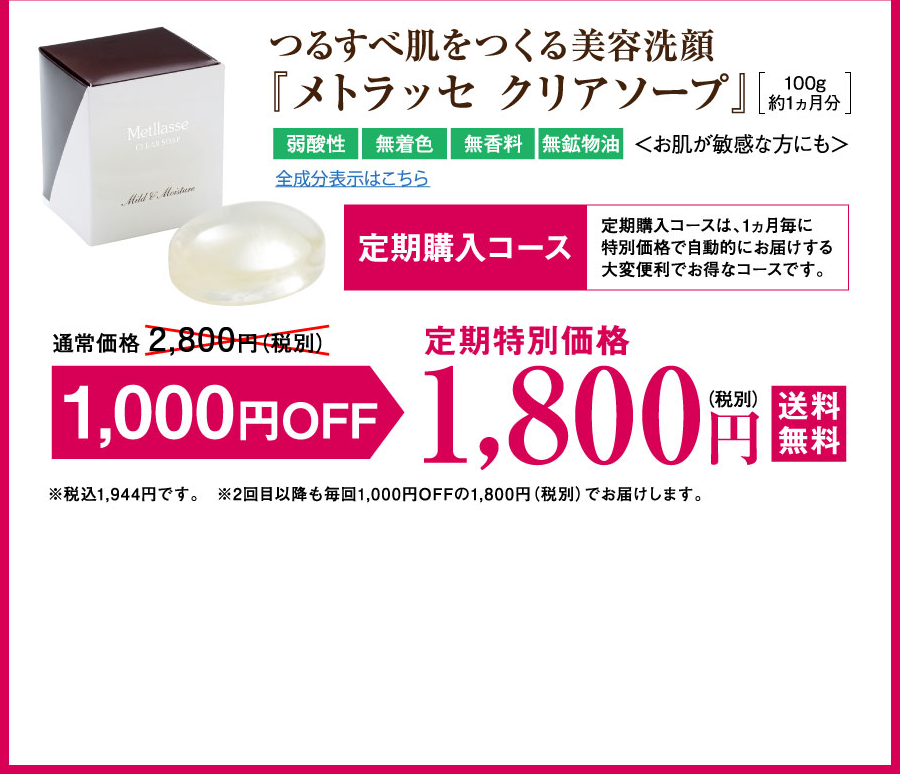 つるすべ肌をつくる美容洗顔
『メトラッセ クリアソープ』
100g
約1ヵ月分
弱酸性 無着色 無香料 無鉱物油 ＜お肌が敏感な方にも＞
全成分表示はこちら
Metllasse
CLEAR SOAP
Mild & Moisture
定期購入コース
定期購入コースは、1ヵ月毎に
特別価格で自動的にお届けする
大変便利でお得なコースです。
通常価格 2,800円（税別）
1,000円OFF
定期特別価格
1,800円（税別）
送料
無料
※税込1,944円です。 ※2回目以降も毎回1,000円OFFの1,800円（税別）でお届けします。